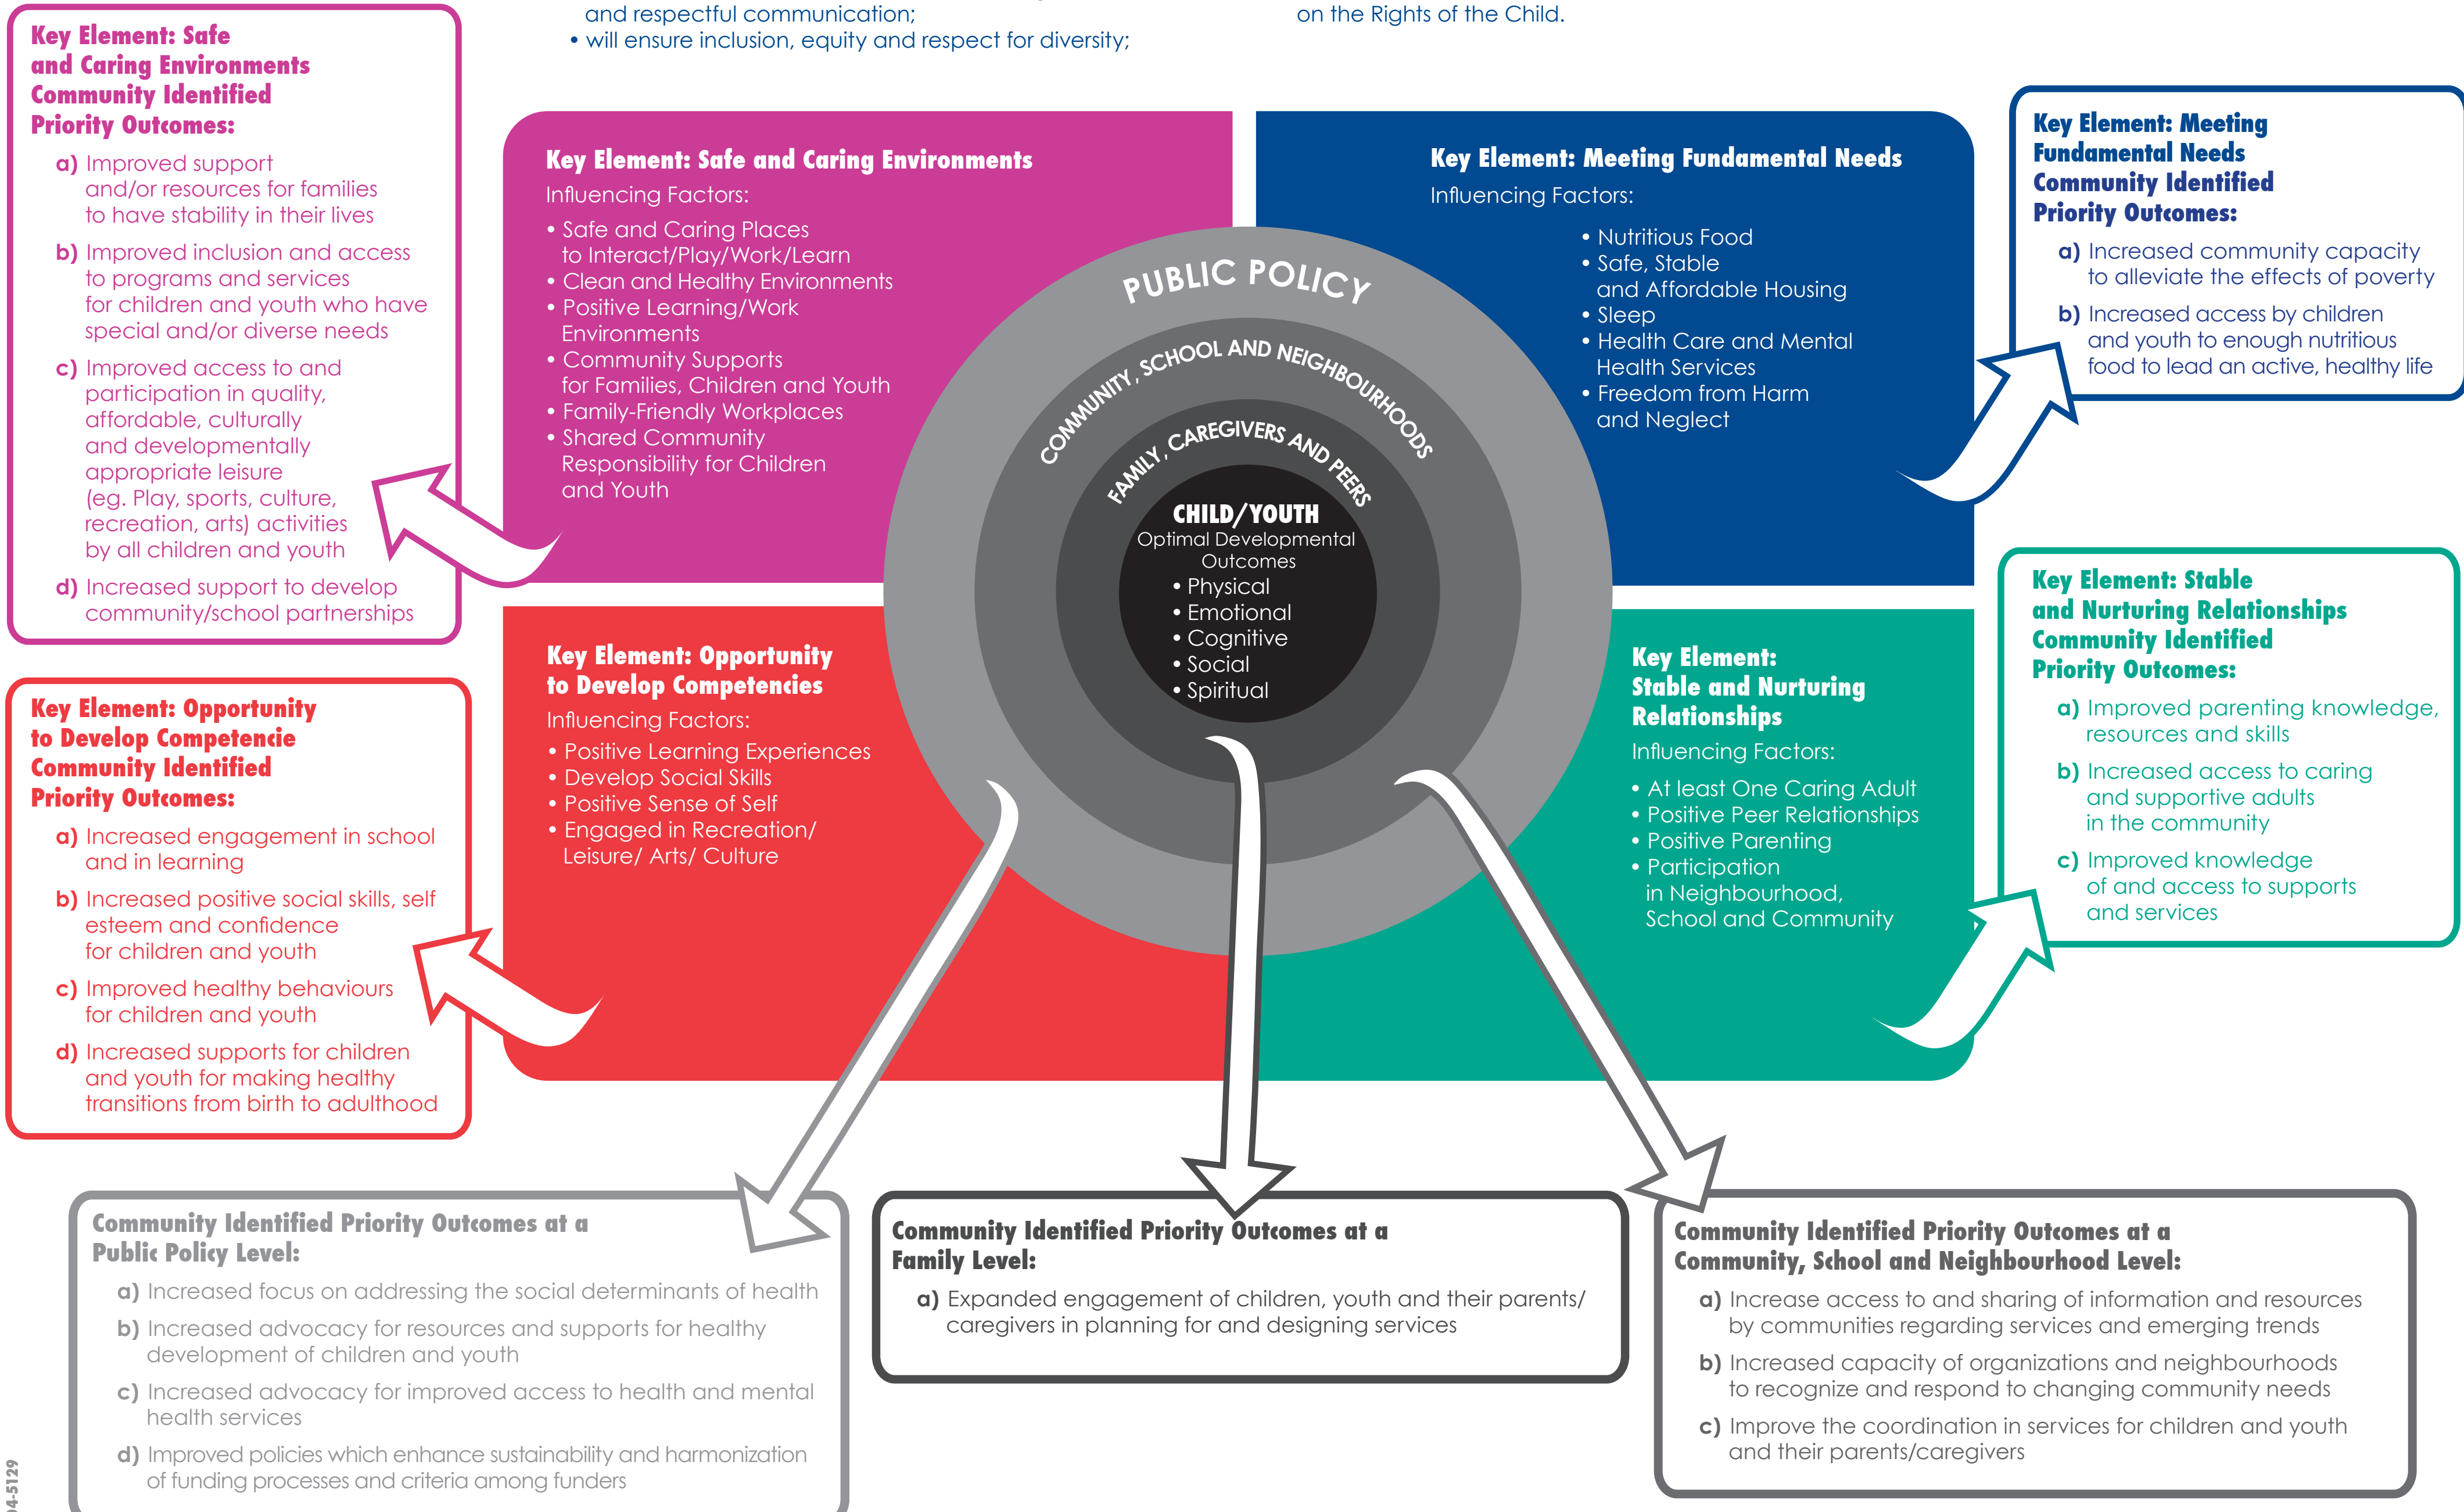 and respectful communication;
• will ensure inclusion, equity and respect for diversity;
on the Rights of the Child.
Key Element: Safe
and Caring Environments
Community Identified
Priority Outcomes:
a) Improved support
and/or resources for families
to have stability in their lives
b) Improved inclusion and access
to programs and services
for children and youth who have
special and/or diverse needs
c) Improved access to and
participation in quality,
affordable, culturally
and developmentally
appropriate leisure
(eg. Play, sports, culture,
recreation, arts) activities
by all children and youth
d) Increased support to develop
community/school partnerships
Key Element: Safe and Caring Environments
Influencing Factors:
• Safe and Caring Places
to Interact/Play/Work/Learn
• Clean and Healthy Environments
• Positive Learning/Work
Environments
• Community Supports
for Families, Children and Youth
• Family-Friendly Workplaces
• Shared Community
Responsibility for Children
and Youth
Key Element: Meeting Fundamental Needs
Influencing Factors:
• Nutritious Food
• Safe, Stable
and Affordable Housing
• Sleep
• Health Care and Mental
Health Services
• Freedom from Harm
and Neglect
Key Element: Meeting
Fundamental Needs
Community Identified
Priority Outcomes:
a) Increased community capacity
to alleviate the effects of poverty
b) Increased access by children
and youth to enough nutritious
food to lead an active, healthy life
PUBLIC POLICY
COMMUNITY, SCHOOL AND NEIGHBOURHOODS
FAMILY, CAREGIVERS AND PEERS
CHILD/YOUTH
Optimal Developmental
Outcomes
• Physical
• Emotional
• Cognitive
• Social
• Spiritual
Key Element: Opportunity
to Develop Competencie
Community Identified
Priority Outcomes:
a) Increased engagement in school
and in learning
b) Increased positive social skills, self
esteem and confidence
for children and youth
c) Improved healthy behaviours
for children and youth
d) Increased supports for children
and youth for making healthy
transitions from birth to adulthood
Key Element: Opportunity
to Develop Competencies
Influencing Factors:
• Positive Learning Experiences
• Develop Social Skills
• Positive Sense of Self
• Engaged in Recreation/
Leisure/ Arts/ Culture
Key Element:
Stable and Nurturing
Relationships
Influencing Factors:
• At least One Caring Adult
• Positive Peer Relationships
• Positive Parenting
• Participation
in Neighbourhood,
School and Community
Key Element: Stable
and Nurturing Relationships
Community Identified
Priority Outcomes:
a) Improved parenting knowledge,
resources and skills
b) Increased access to caring
and supportive adults
in the community
c) Improved knowledge
of and access to supports
and services
Community Identified Priority Outcomes at a
Public Policy Level:
a) Increased focus on addressing the social determinants of health
b) Increased advocacy for resources and supports for healthy
development of children and youth
c) Increased advocacy for improved access to health and mental
health services
d) Improved policies which enhance sustainability and harmonization
of funding processes and criteria among funders
Community Identified Priority Outcomes at a
Family Level:
a) Expanded engagement of children, youth and their parents/
caregivers in planning for and designing services
Community Identified Priority Outcomes at a
Community, School and Neighbourhood Level:
a) Increase access to and sharing of information and resources
by communities regarding services and emerging trends
b) Increased capacity of organizations and neighbourhoods
to recognize and respond to changing community needs
c) Improve the coordination in services for children and youth
and their parents/caregivers
04-5129